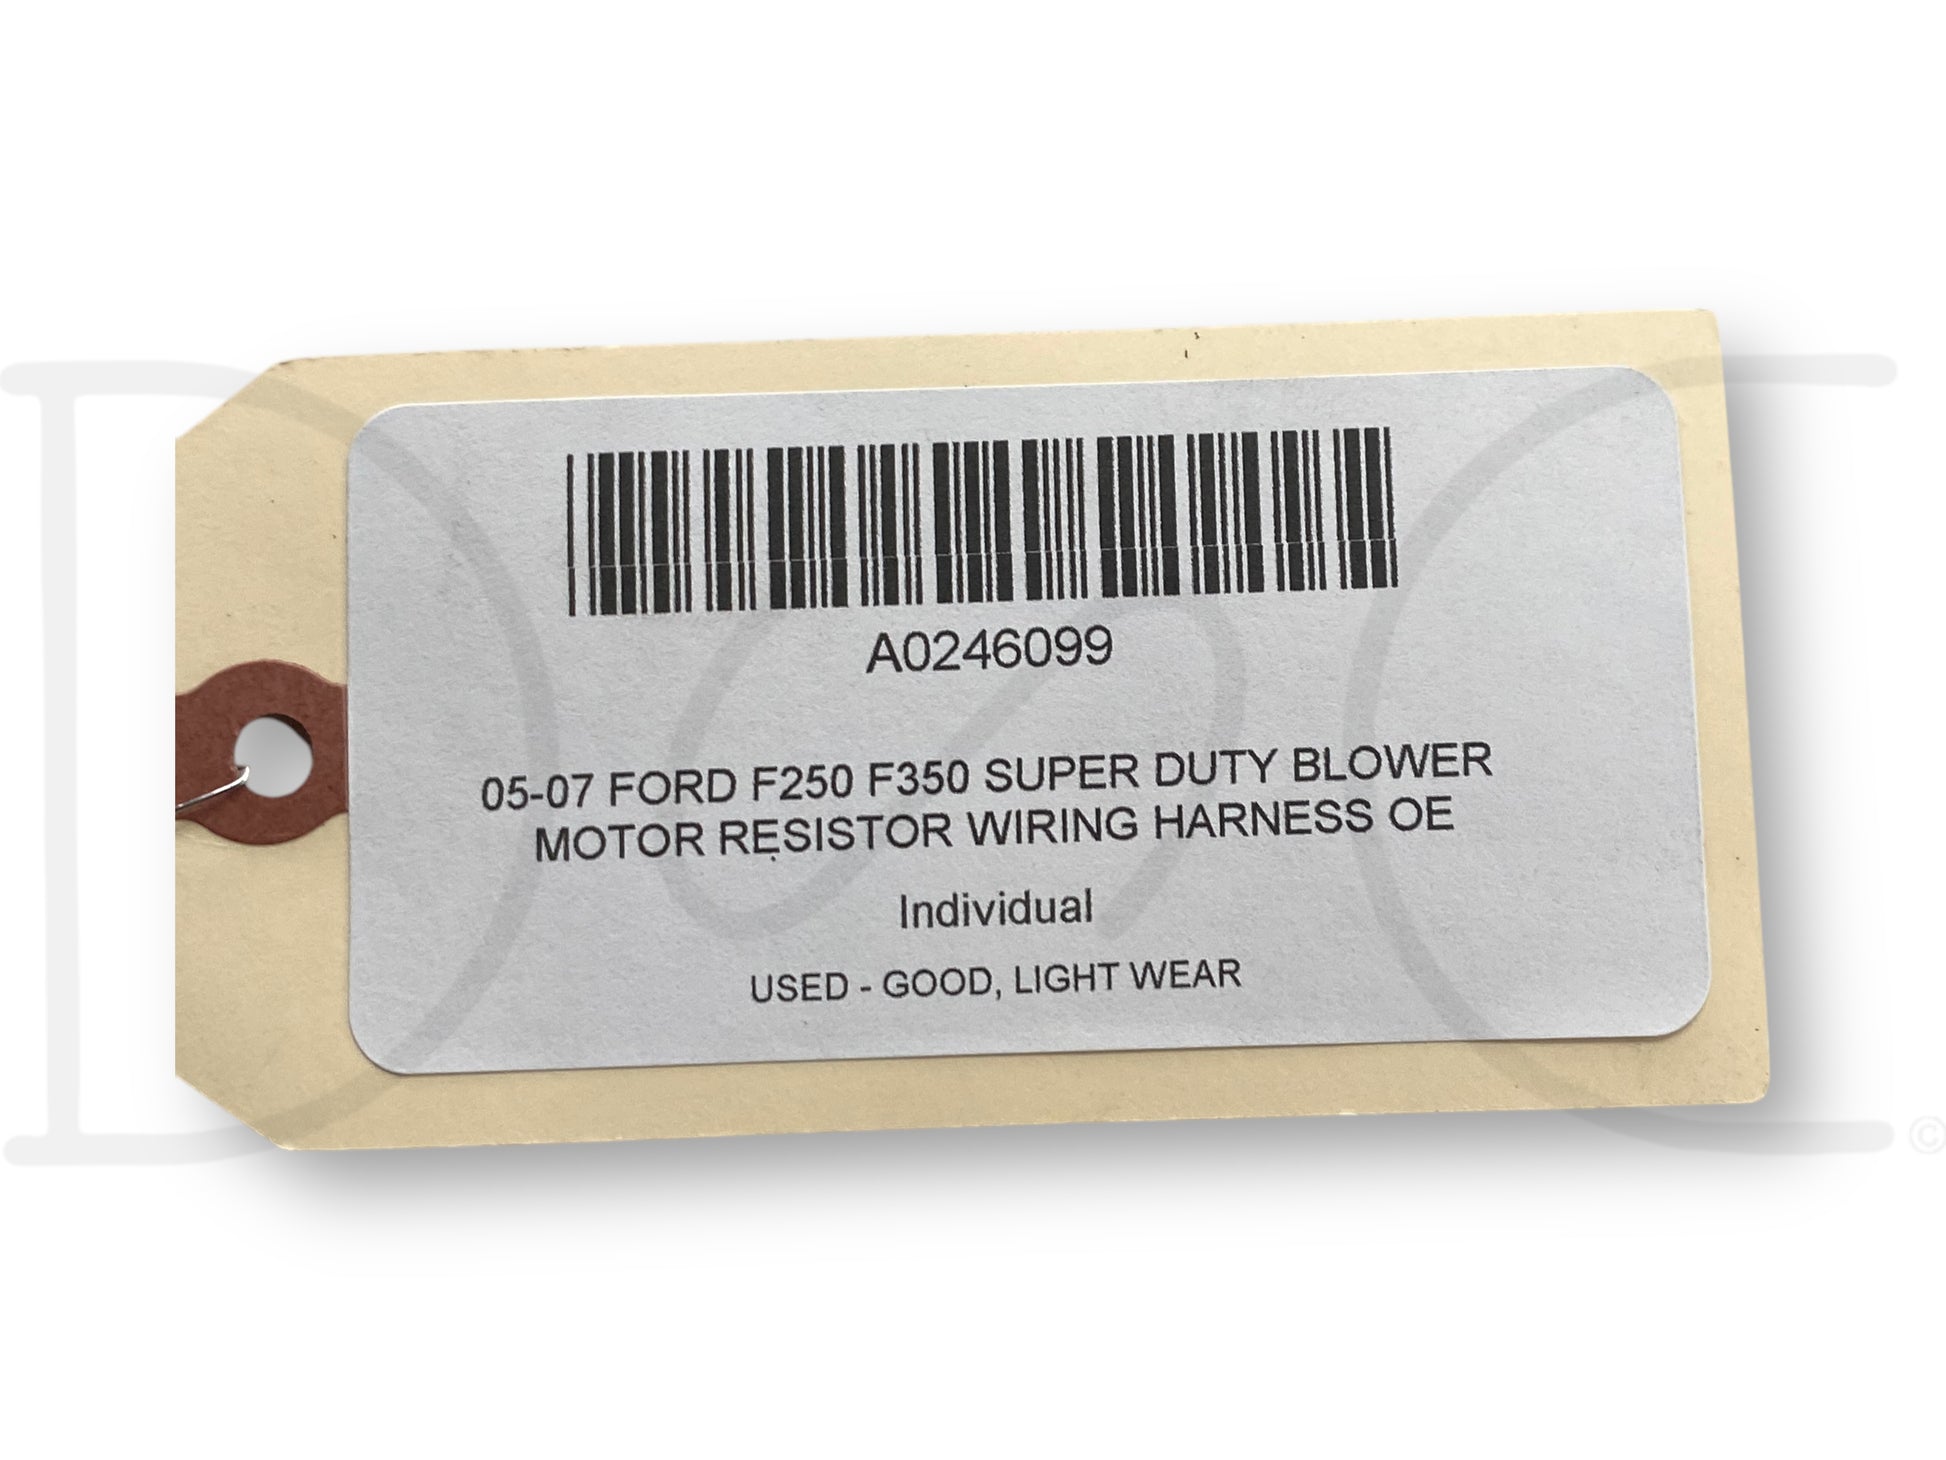 A0246099
05-07 FORD F250 F350 SUPER DUTY BLOWER
MOTOR RESISTOR WIRING HARNESS OE
Individual
USED - GOOD, LIGHT WEAR
©